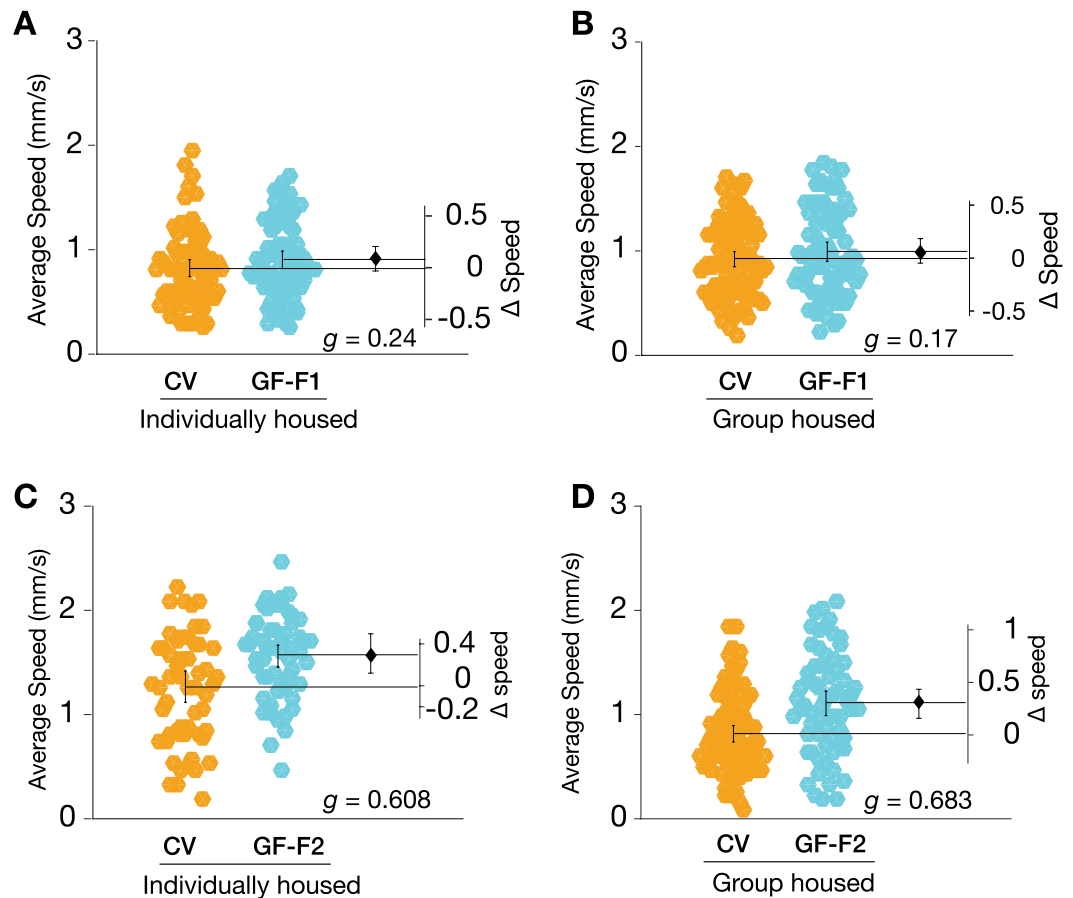 A
Average Speed (mm/s)
3
2
1
0
0.5
0
-0.5
Δ Speed
g = 0.24
CV GF-F1
Individually housed
B
Average Speed (mm/s)
3
2
1
0
0.5
0
-0.5
Δ Speed
g = 0.17
CV GF-F1
Group housed
C
Average Speed (mm/s)
3
2
1
0
0.4
0
-0.2
Δ speed
g = 0.608
CV GF-F2
Individually housed
D
Average Speed (mm/s)
3
2
1
0
1
0.5
0
Δ speed
g = 0.683
CV GF-F2
Group housed